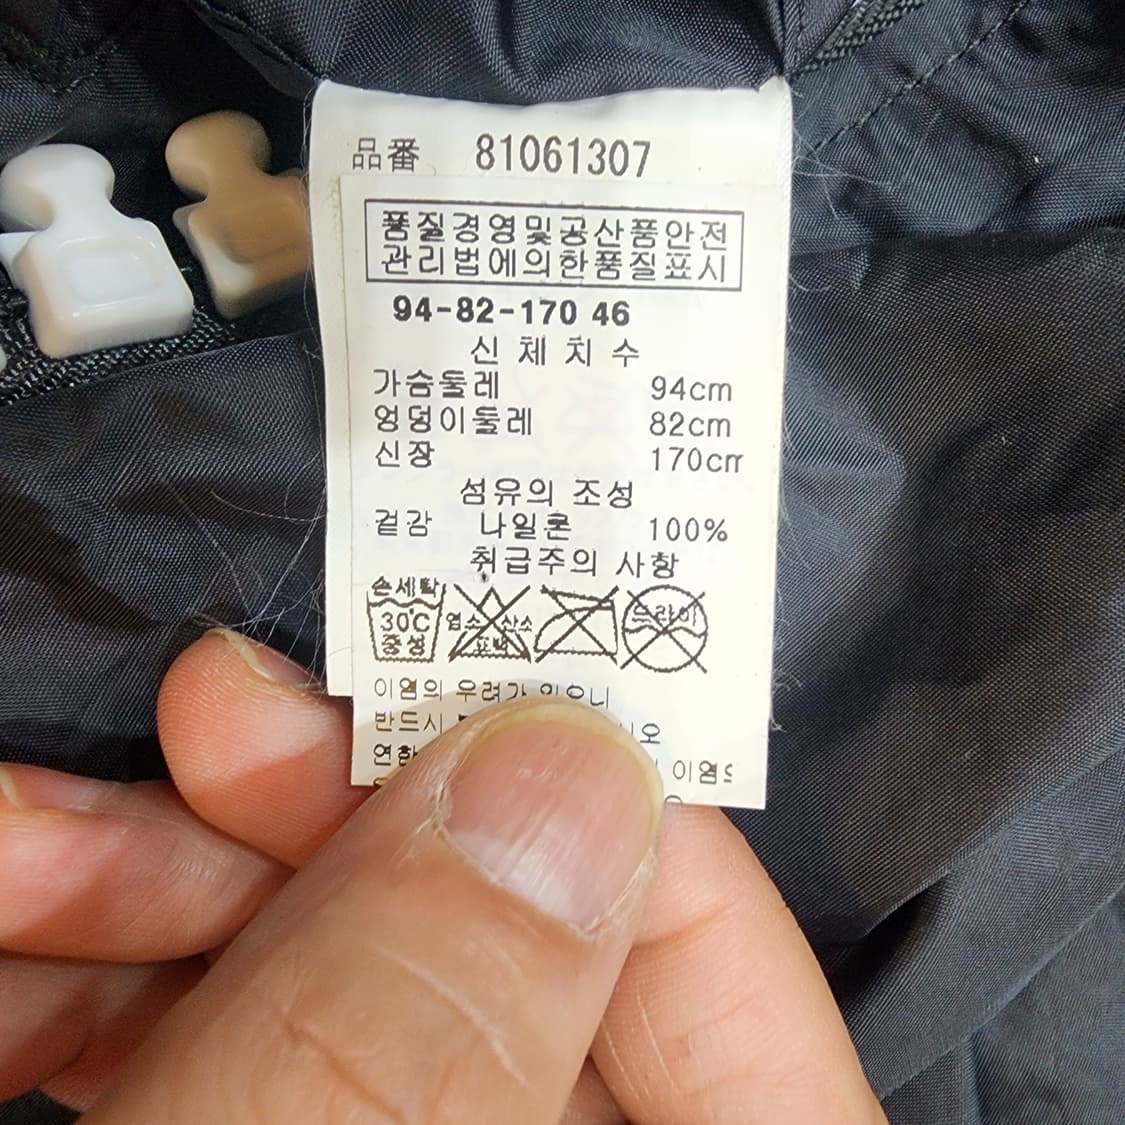 品番 81061307
품질경영및공산품안전
관리법에의한품질표시
94-82-170 46
신 체 치 수
가슴둘레 94cm
엉덩이둘레 82cm
신장 170cm
섬유의 조성
겉감 나일론 100%
취급주의 사항
손세탁 30℃ 중성
염소 산소 표백
드라이
이염의 우려가 있으니
반드시
이염의